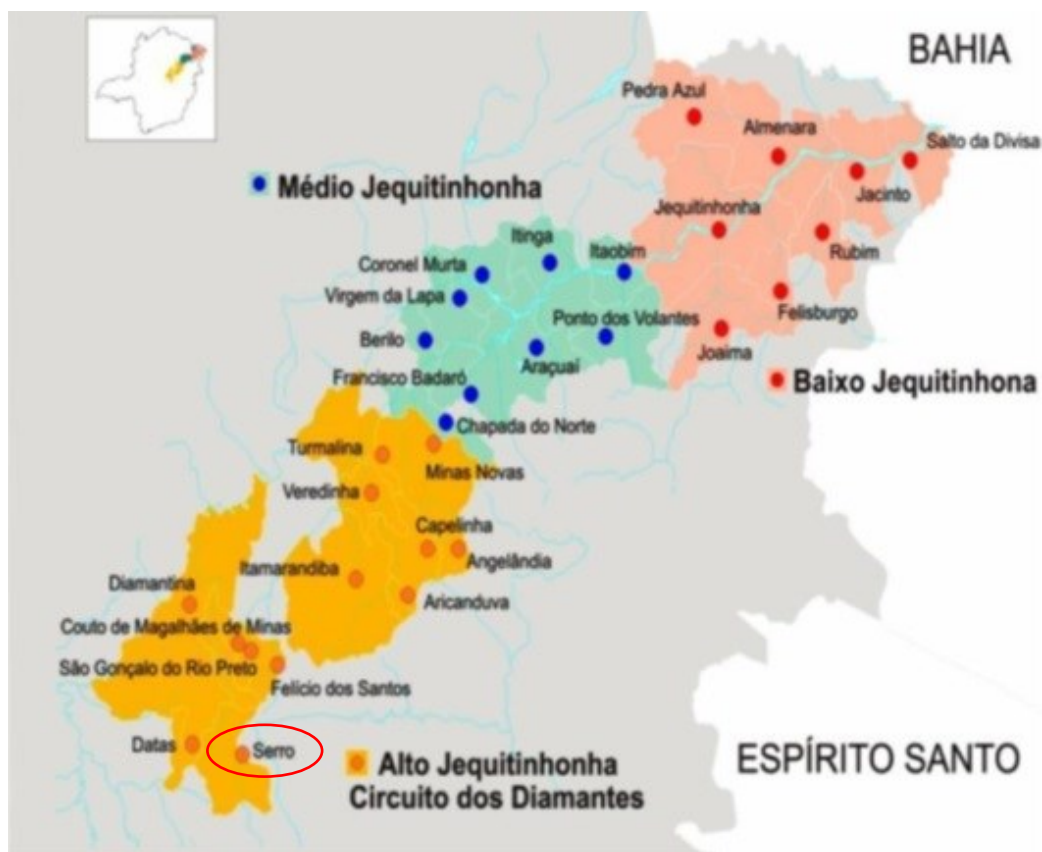 BAHIA
Pedra Azul
Almenara
Salto da Divisa
Médio Jequitinhonha
Jacinto
Jequitinhonha
Itinga
Itaobim
Rubim
Coronel Murta
Virgem da Lapa
Ponto dos Volantes
Felisburgo
Berilo
Joaima
Araçuaí
Francisco Badaró
Baixo Jequitinhona
Chapada do Norte
Turmalina
Minas Novas
Veredinha
Capelinha
Angelândia
Itamarandiba
Diamantina
Aricanduva
Couto de Magalhães de Minas
São Gonçalo do Rio Preto
Felício dos Santos
Datas
Serro
Alto Jequitinhonha
Circuito dos Diamantes
ESPÍRITO SANTO